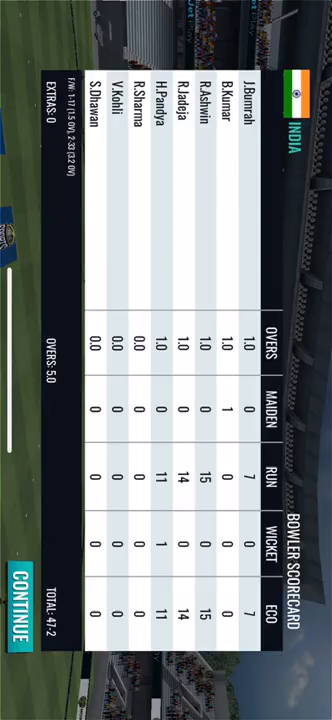 INDIA BOWLER SCORECARD
OVERS MAIDEN RUN WICKET ECO
J.Bumrah 1.0 0 7 0 7
B.Kumar 1.0 1 0 0 0
R.Ashwin 1.0 0 15 0 15
R.Jadeja 1.0 0 14 0 14
H.Pandya 1.0 0 11 1 11
R.Sharma 0.0 0 0 0 0
V.Kohli 0.0 0 0 0 0
S.Dhawan 0.0 0 0 0 0
F/W: 1-17 (1.5 OV), 2-33 (3.2 OV)
EXTRAS: 0 OVERS: 5.0 TOTAL: 47-2
CONTINUE